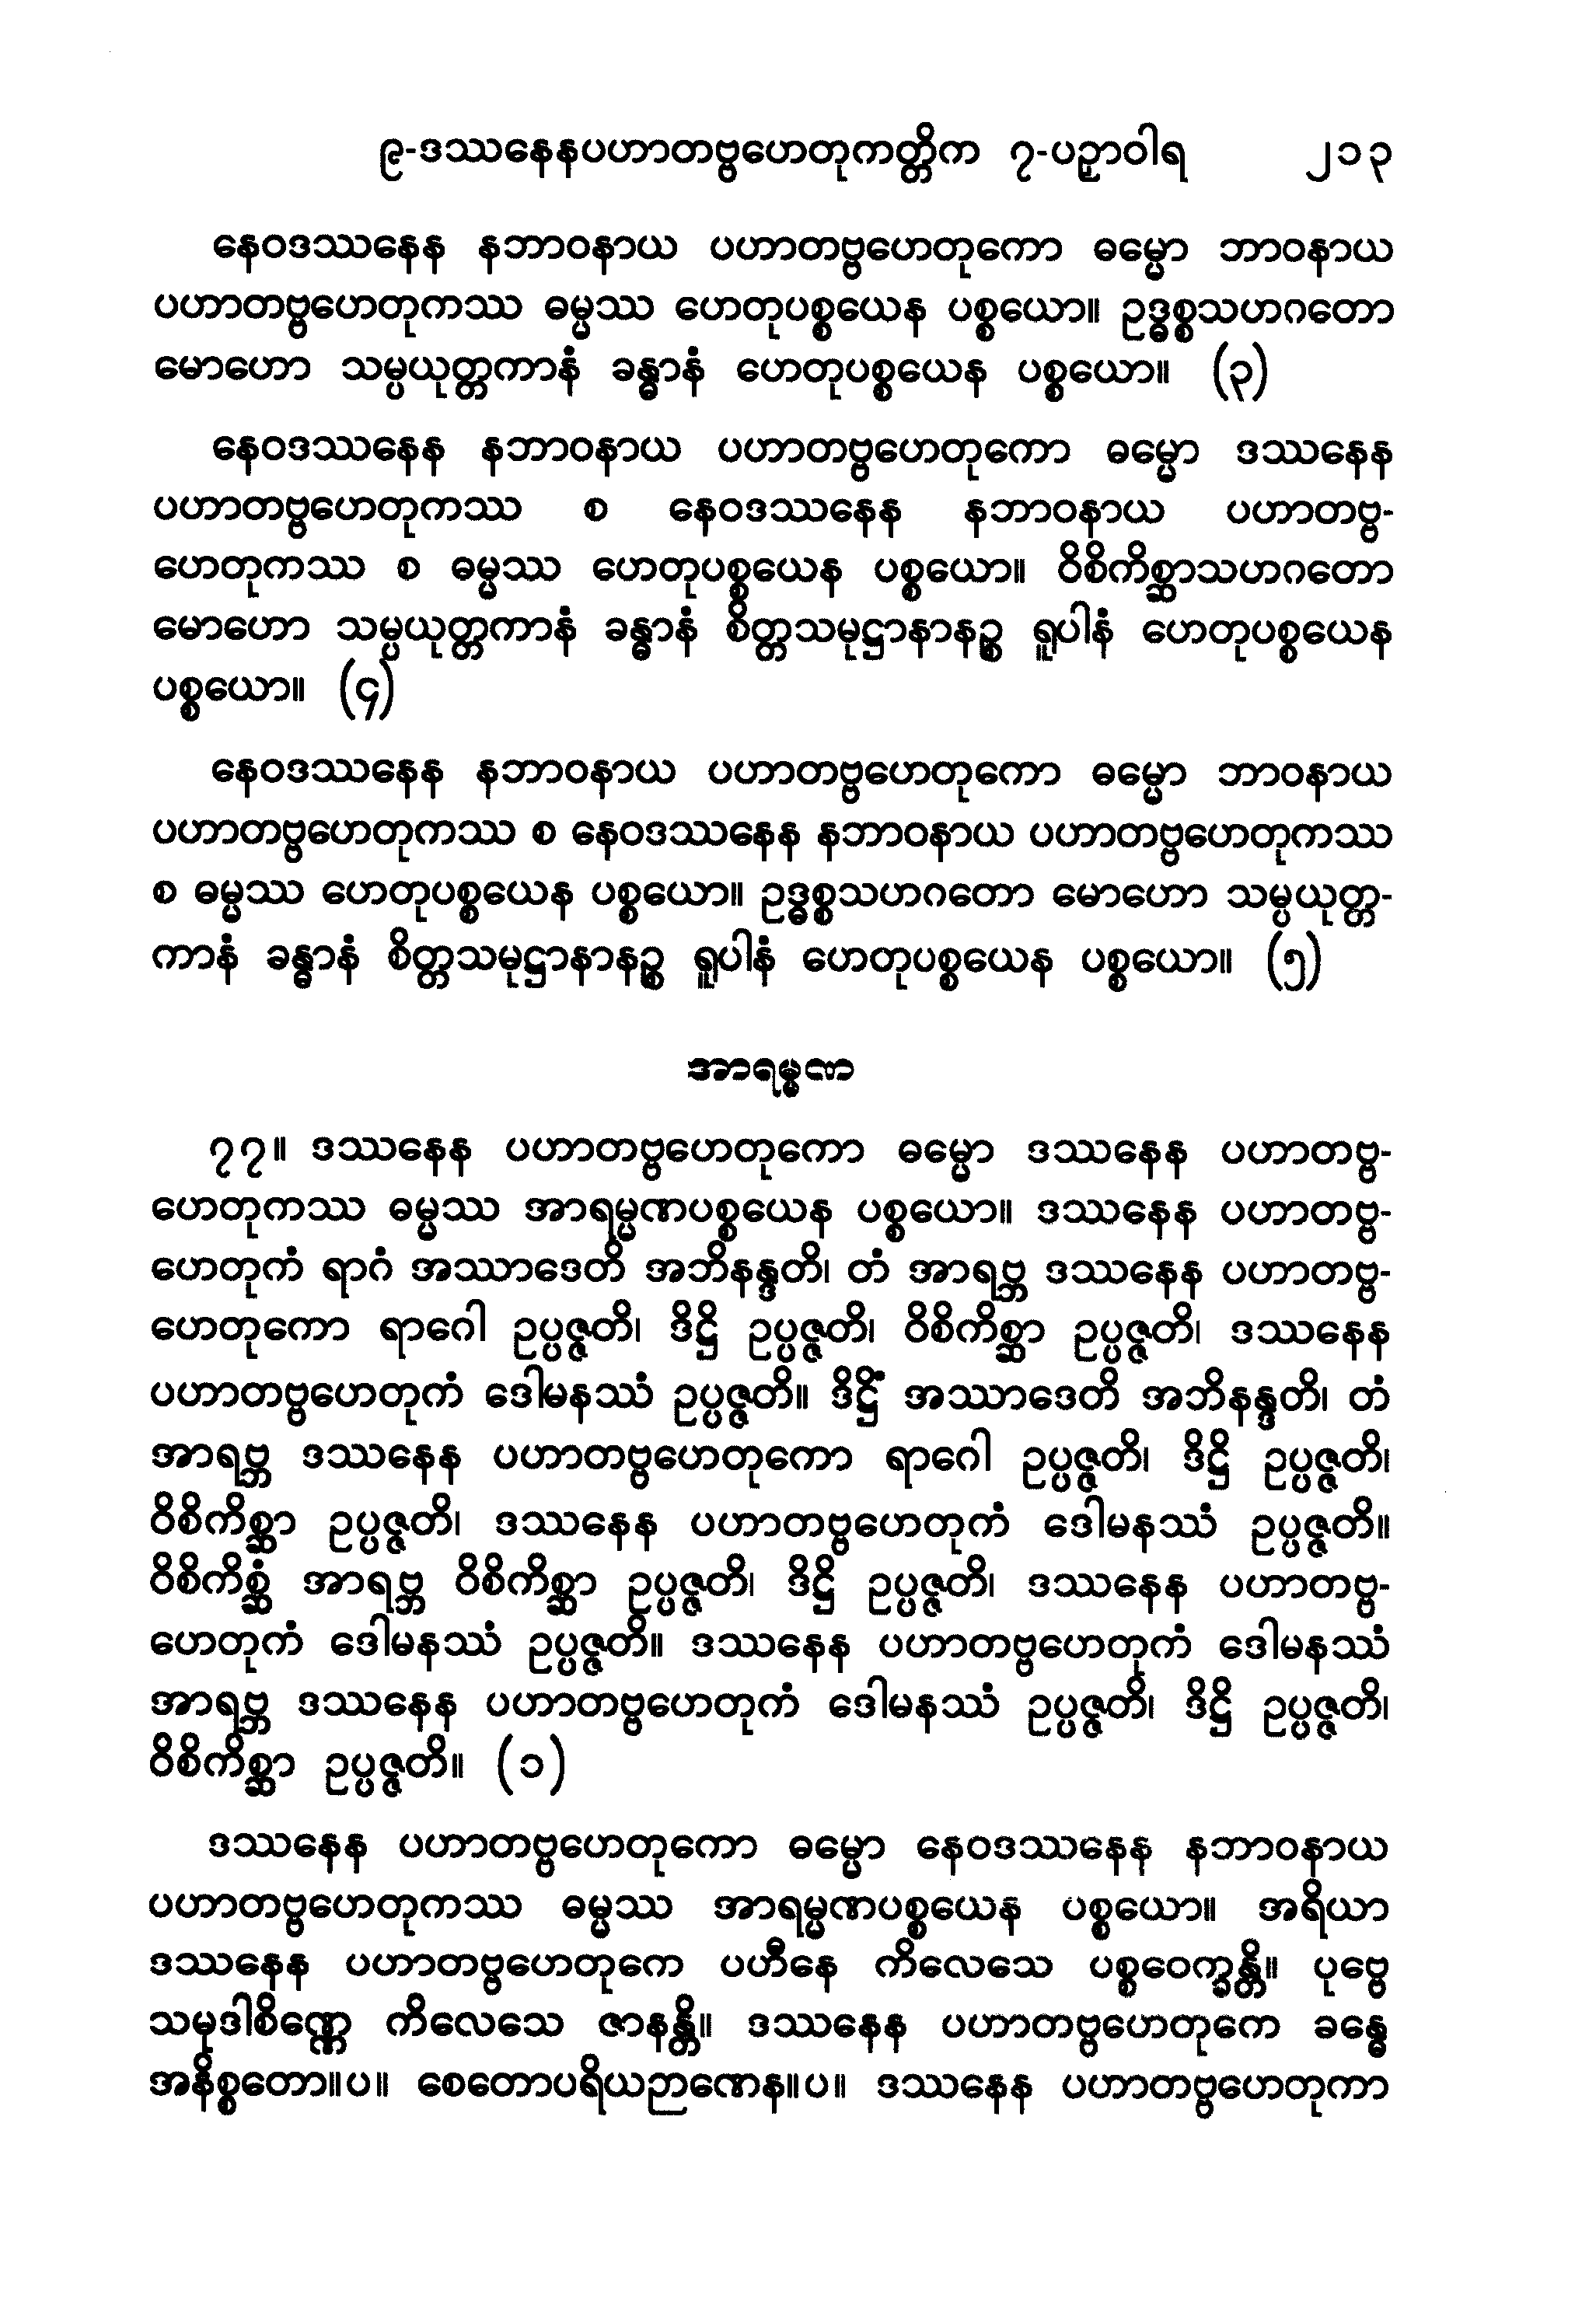 ၉-ဒဿနေနပဟာတဗ္ဗဟေတုကတ္တိက ၇-ပဉှာဝါရ ၂၁၃
နေဝဒဿနေန နဘာဝနာယ ပဟာတဗ္ဗဟေတုကော ဓမ္မော ဘာဝနာယ
ပဟာတဗ္ဗဟေတုကဿ ဓမ္မဿ ဟေတုပစ္စယေန ပစ္စယော။ ဥဒ္ဓစ္စသဟဂတော
မောဟော သမ္ပယုတ္တကာနံ ခန္ဓာနံ ဟေတုပစ္စယေန ပစ္စယော။ (၃)
နေဝဒဿနေန နဘာဝနာယ ပဟာတဗ္ဗဟေတုကော ဓမ္မော ဒဿနေန
ပဟာတဗ္ဗဟေတုကဿ စ နေဝဒဿနေန နဘာဝနာယ ပဟာတဗ္ဗ-
ဟေတုကဿ စ ဓမ္မဿ ဟေတုပစ္စယေန ပစ္စယော။ ဝိစိကိစ္ဆာသဟဂတော
မောဟော သမ္ပယုတ္တကာနံ ခန္ဓာနံ စိတ္တသမုဋ္ဌာနာနဉ္စ ရူပါနံ ဟေတုပစ္စယေန
ပစ္စယော။ (၄)
နေဝဒဿနေန နဘာဝနာယ ပဟာတဗ္ဗဟေတုကော ဓမ္မော ဘာဝနာယ
ပဟာတဗ္ဗဟေတုကဿ စ နေဝဒဿနေန နဘာဝနာယ ပဟာတဗ္ဗဟေတုကဿ
စ ဓမ္မဿ ဟေတုပစ္စယေန ပစ္စယော။ ဥဒ္ဓစ္စသဟဂတော မောဟော သမ္ပယုတ္တ-
ကာနံ ခန္ဓာနံ စိတ္တသမုဋ္ဌာနာနဉ္စ ရူပါနံ ဟေတုပစ္စယေန ပစ္စယော။ (၅)
အာရမ္မဏ
၇၇။ ဒဿနေန ပဟာတဗ္ဗဟေတုကော ဓမ္မော ဒဿနေန ပဟာတဗ္ဗ-
ဟေတုကဿ ဓမ္မဿ အာရမ္မဏပစ္စယေန ပစ္စယော။ ဒဿနေန ပဟာတဗ္ဗ-
ဟေတုကံ ရာဂံ အဿာဒေတိ အဘိနန္ဒတိ၊ တံ အာရဗ္ဘ ဒဿနေန ပဟာတဗ္ဗ-
ဟေတုကော ရာဂေါ ဥပ္ပဇ္ဇတိ၊ ဒိဋ္ဌိ ဥပ္ပဇ္ဇတိ၊ ဝိစိကိစ္ဆာ ဥပ္ပဇ္ဇတိ၊ ဒဿနေန
ပဟာတဗ္ဗဟေတုကံ ဒေါမနဿံ ဥပ္ပဇ္ဇတိ။ ဒိဋ္ဌိံ အဿာဒေတိ အဘိနန္ဒတိ၊ တံ
အာရဗ္ဘ ဒဿနေန ပဟာတဗ္ဗဟေတုကော ရာဂေါ ဥပ္ပဇ္ဇတိ၊ ဒိဋ္ဌိ ဥပ္ပဇ္ဇတိ၊
ဝိစိကိစ္ဆာ ဥပ္ပဇ္ဇတိ၊ ဒဿနေန ပဟာတဗ္ဗဟေတုကံ ဒေါမနဿံ ဥပ္ပဇ္ဇတိ။
ဝိစိကိစ္ဆံ အာရဗ္ဘ ဝိစိကိစ္ဆာ ဥပ္ပဇ္ဇတိ၊ ဒိဋ္ဌိ ဥပ္ပဇ္ဇတိ၊ ဒဿနေန ပဟာတဗ္ဗ-
ဟေတုကံ ဒေါမနဿံ ဥပ္ပဇ္ဇတိ။ ဒဿနေန ပဟာတဗ္ဗဟေတုကံ ဒေါမနဿံ
အာရဗ္ဘ ဒဿနေန ပဟာတဗ္ဗဟေတုကံ ဒေါမနဿံ ဥပ္ပဇ္ဇတိ၊ ဒိဋ္ဌိ ဥပ္ပဇ္ဇတိ၊
ဝိစိကိစ္ဆာ ဥပ္ပဇ္ဇတိ။ (၁)
ဒဿနေန ပဟာတဗ္ဗဟေတုကော ဓမ္မော နေဝဒဿနေန နဘာဝနာယ
ပဟာတဗ္ဗဟေတုကဿ ဓမ္မဿ အာရမ္မဏပစ္စယေန ပစ္စယော။ အရိယာ
ဒဿနေန ပဟာတဗ္ဗဟေတုကေ ပဟီနေ ကိလေသေ ပစ္စဝေက္ခန္တိ။ ပုဗ္ဗေ
သမုဒါစိဏ္ဏေ ကိလေသေ ဇာနန္တိ။ ဒဿနေန ပဟာတဗ္ဗဟေတုကေ ခန္ဓေ
အနိစ္စတော။ပ။ စေတောပရိယဉာဏေန။ပ။ ဒဿနေန ပဟာတဗ္ဗဟေတုကာ